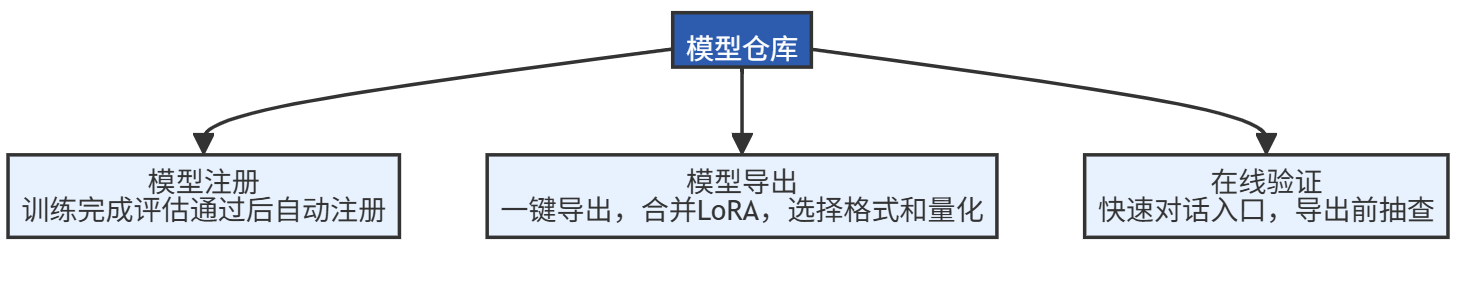 模型仓库
模型注册
训练完成评估通过后自动注册
模型导出
一键导出，合并LoRA，选择格式和量化
在线验证
快速对话入口，导出前抽查